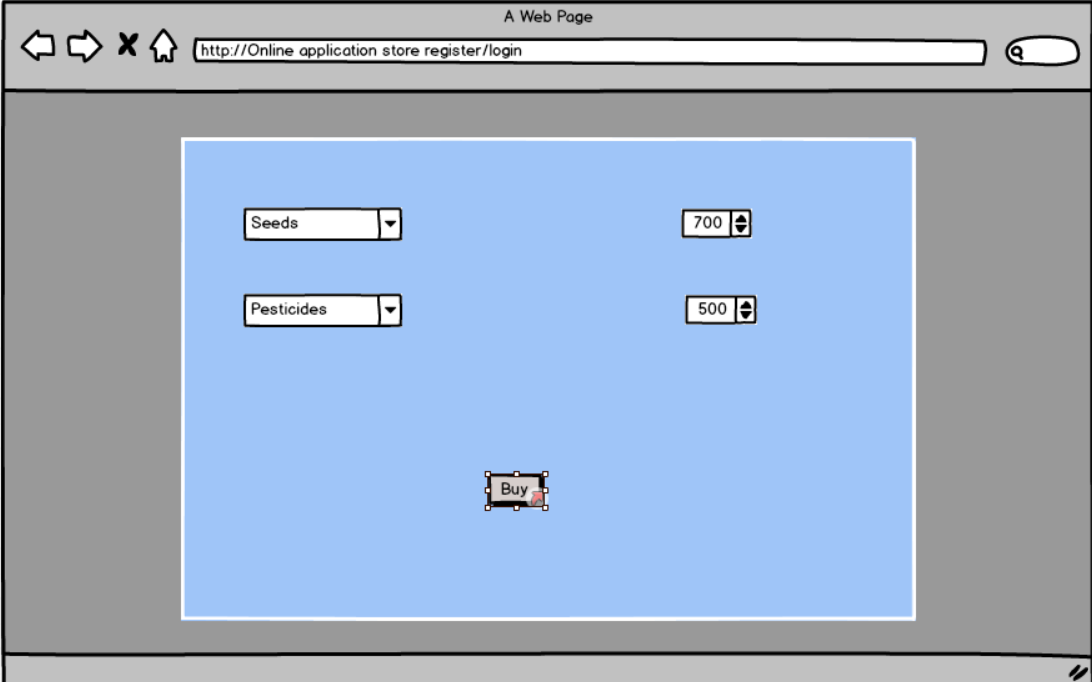 A Web Page
http://Online application store register/login
Seeds
700
Pesticides
500
Buy